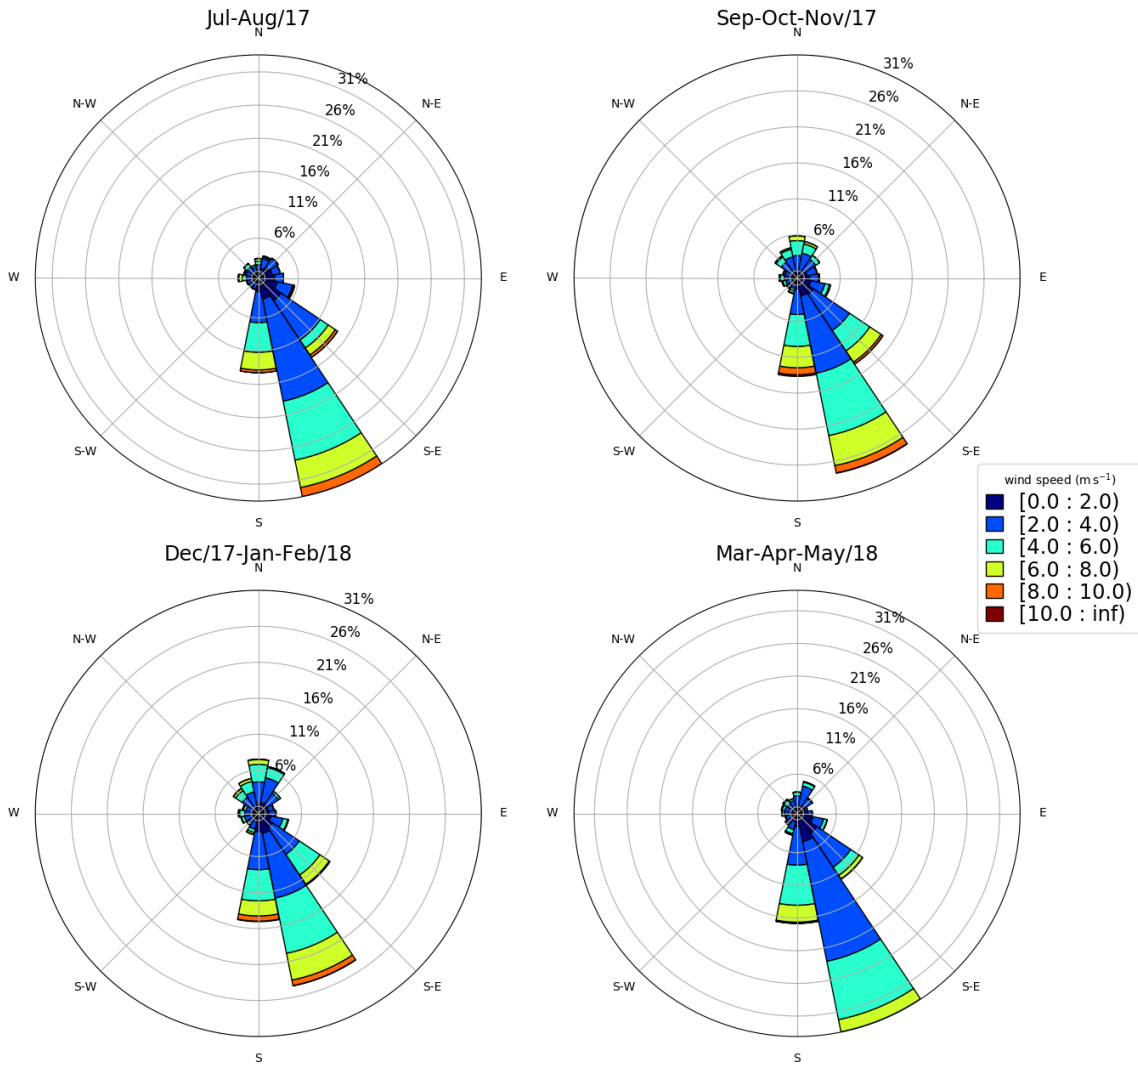 Jul-Aug/17
N
N-E
E
S-E
S
S-W
W
N-W
31%
26%
21%
16%
11%
6%
Sep-Oct-Nov/17
N
N-E
E
S-E
S
S-W
W
N-W
31%
26%
21%
16%
11%
6%
wind speed (m s⁻¹)
[0.0 : 2.0)
[2.0 : 4.0)
[4.0 : 6.0)
[6.0 : 8.0)
[8.0 : 10.0)
[10.0 : inf)
Dec/17-Jan-Feb/18
N
N-E
E
S-E
S
S-W
W
N-W
31%
26%
21%
16%
11%
6%
Mar-Apr-May/18
N
N-E
E
S-E
S
S-W
W
N-W
31%
26%
21%
16%
11%
6%